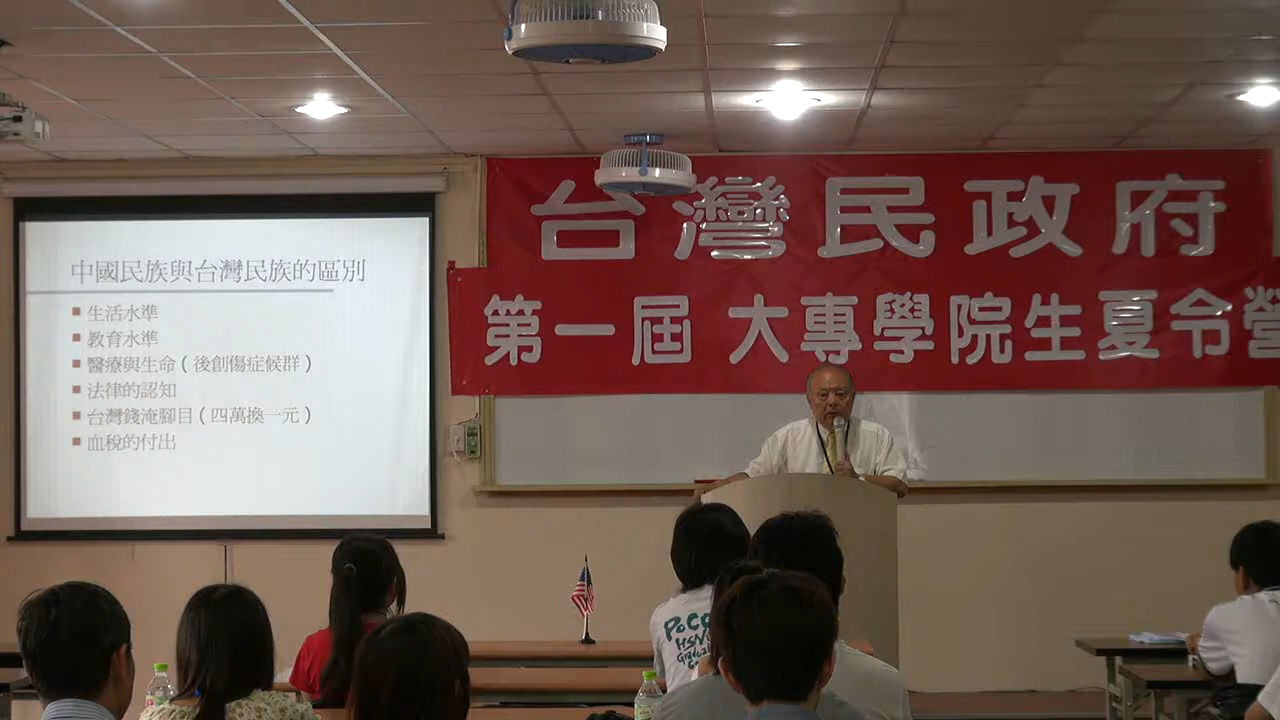 台灣民政府
第一屆 大專學院生夏令營
中國民族與台灣民族的區別
生活水準
教育水準
醫療與生命(後創傷症候群)
法律的認知
台灣錢淹腳目(四萬換一元)
血稅的付出
POCO
HSNU